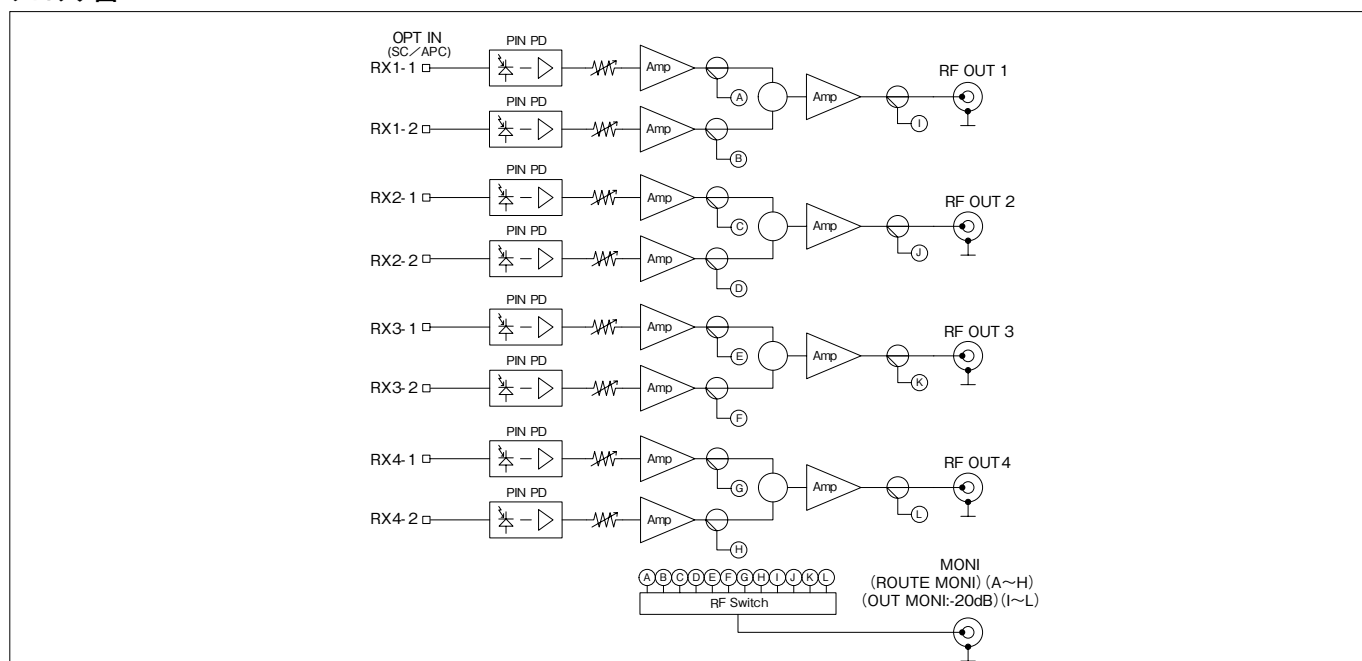 OPT IN
(SC/APC)
PIN PD
RX1-1
Amp
A
Amp
RF OUT 1
I
PIN PD
RX1-2
Amp
B
PIN PD
RX2-1
Amp
C
Amp
RF OUT 2
J
PIN PD
RX2-2
Amp
D
PIN PD
RX3-1
Amp
E
Amp
RF OUT 3
K
PIN PD
RX3-2
Amp
F
PIN PD
RX4-1
Amp
G
Amp
RF OUT 4
L
PIN PD
RX4-2
Amp
H
A B C D E F G H I J K L
RF Switch
MONI
(ROUTE MONI)(A～H)
(OUT MONI:-20dB)(I～L)